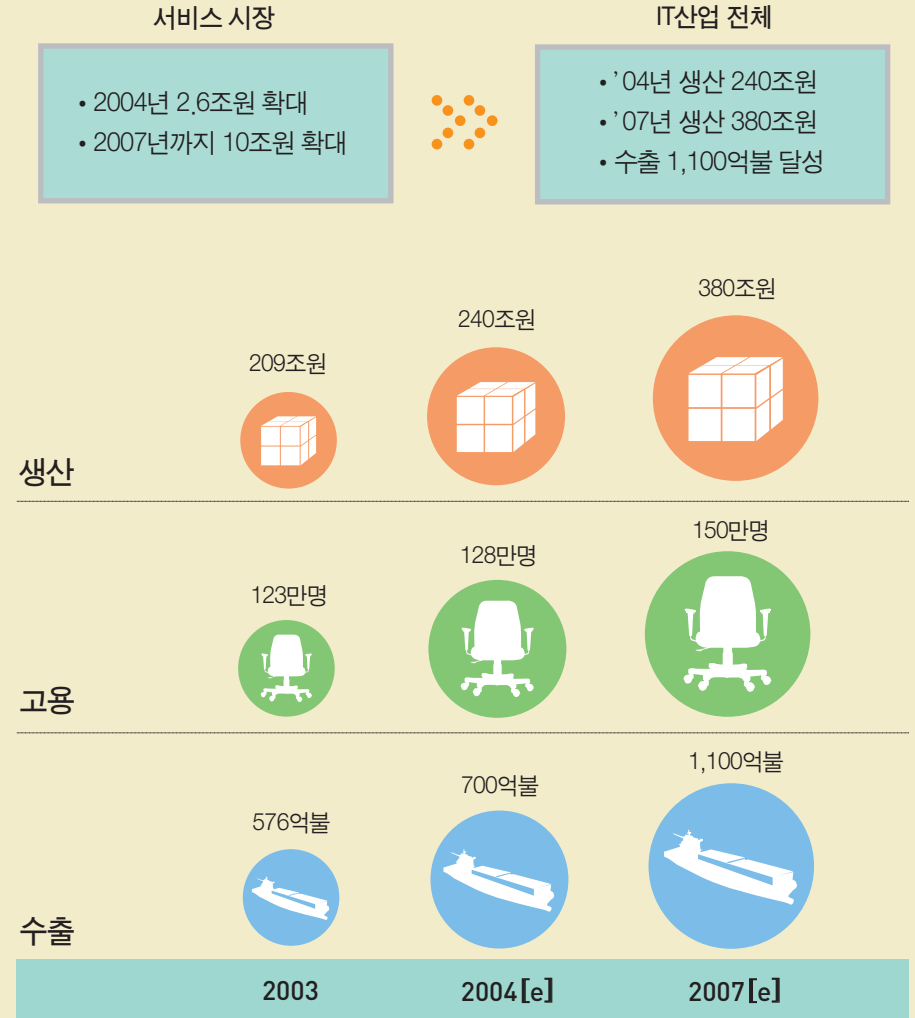 서비스 시장
• 2004년 2.6조원 확대
• 2007년까지 10조원 확대
IT산업 전체
• ’04년 생산 240조원
• ’07년 생산 380조원
• 수출 1,100억불 달성
생산
209조원
240조원
380조원
고용
123만명
128만명
150만명
수출
576억불
700억불
1,100억불
2003
2004[e]
2007[e]